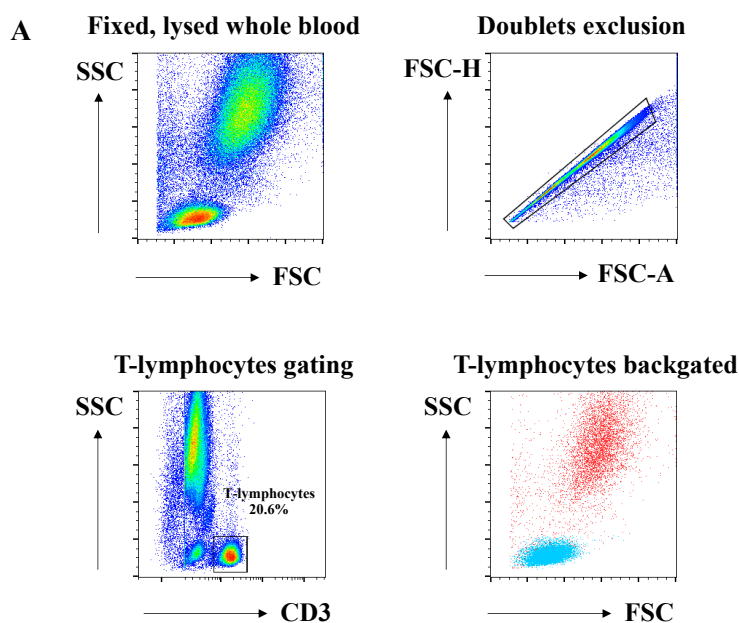 A
Fixed, lysed whole blood
SSC
FSC
Doublets exclusion
FSC-H
FSC-A
T-lymphocytes gating
SSC
T-lymphocytes
20.6%
CD3
T-lymphocytes backgated
SSC
FSC